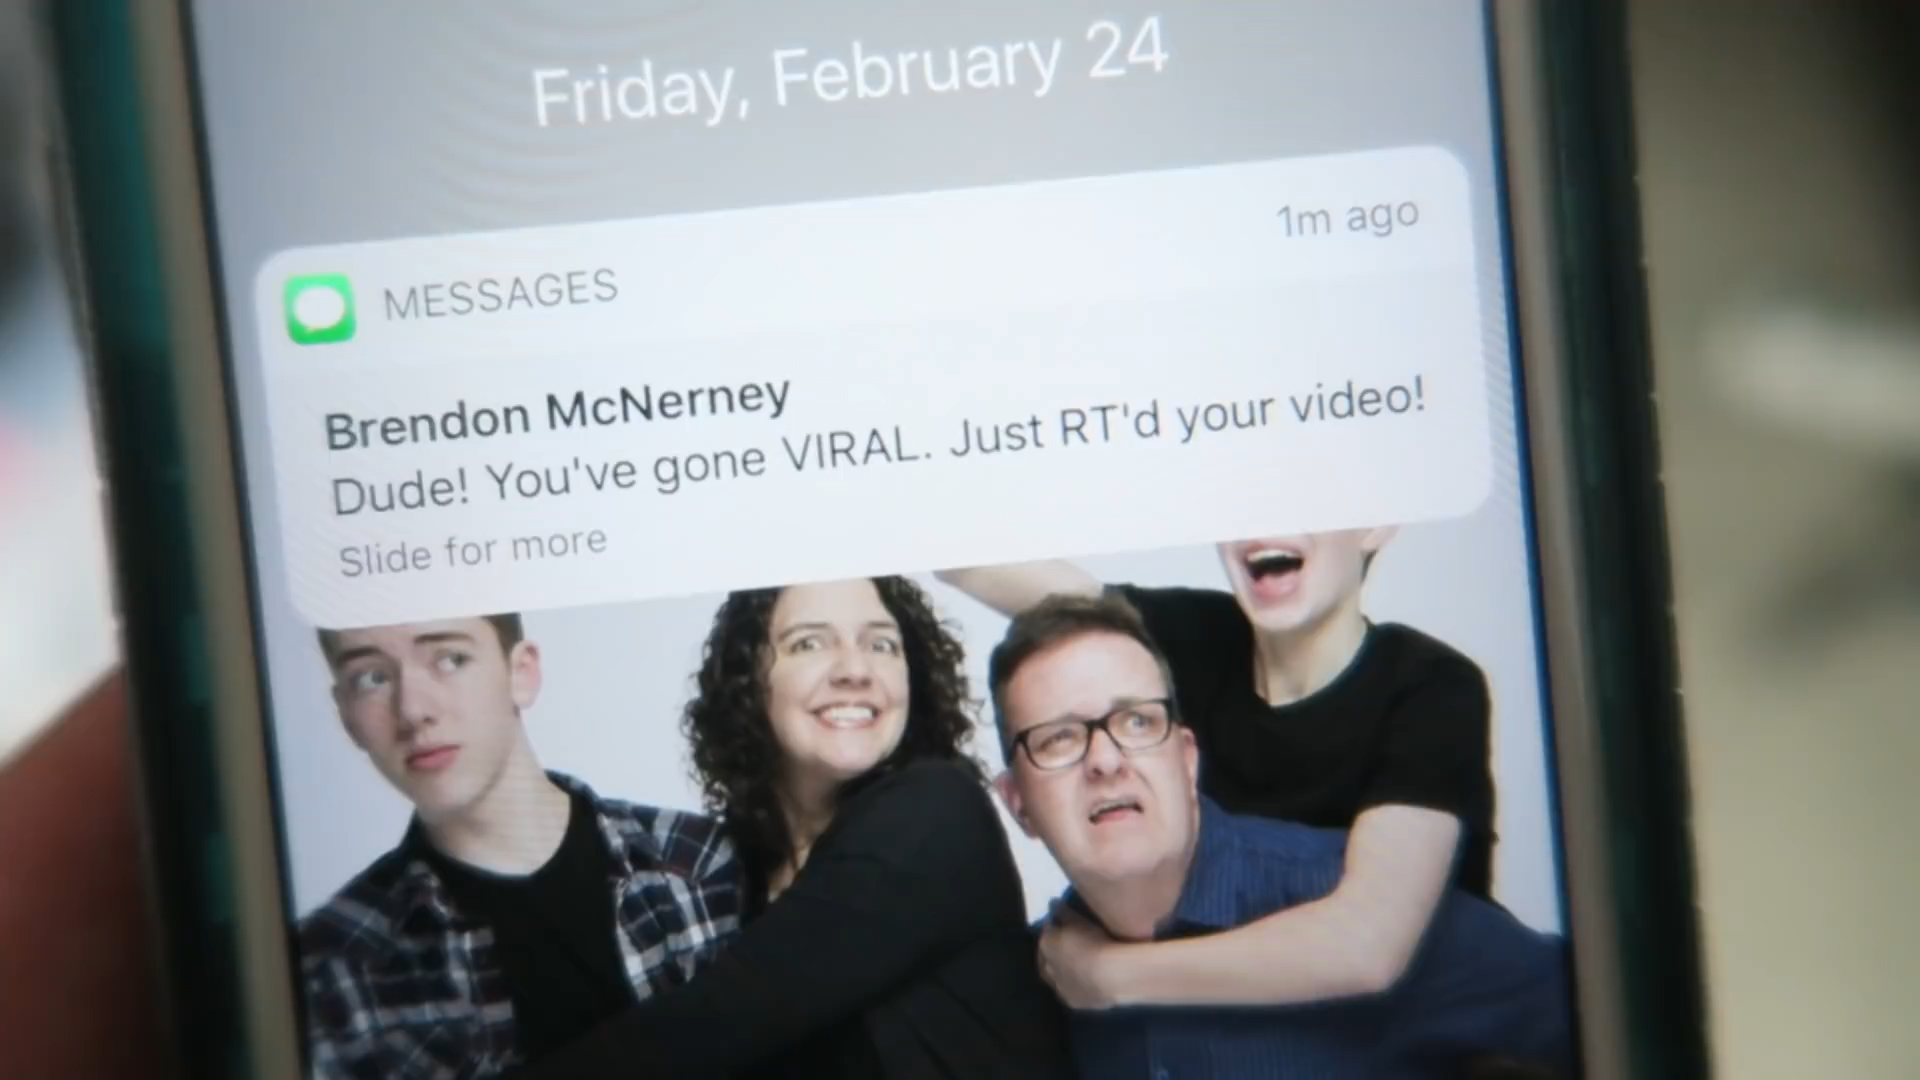 Friday, February 24
MESSAGES
1m ago
Brendon McNerney
Dude! You've gone VIRAL. Just RT'd your video!
Slide for more